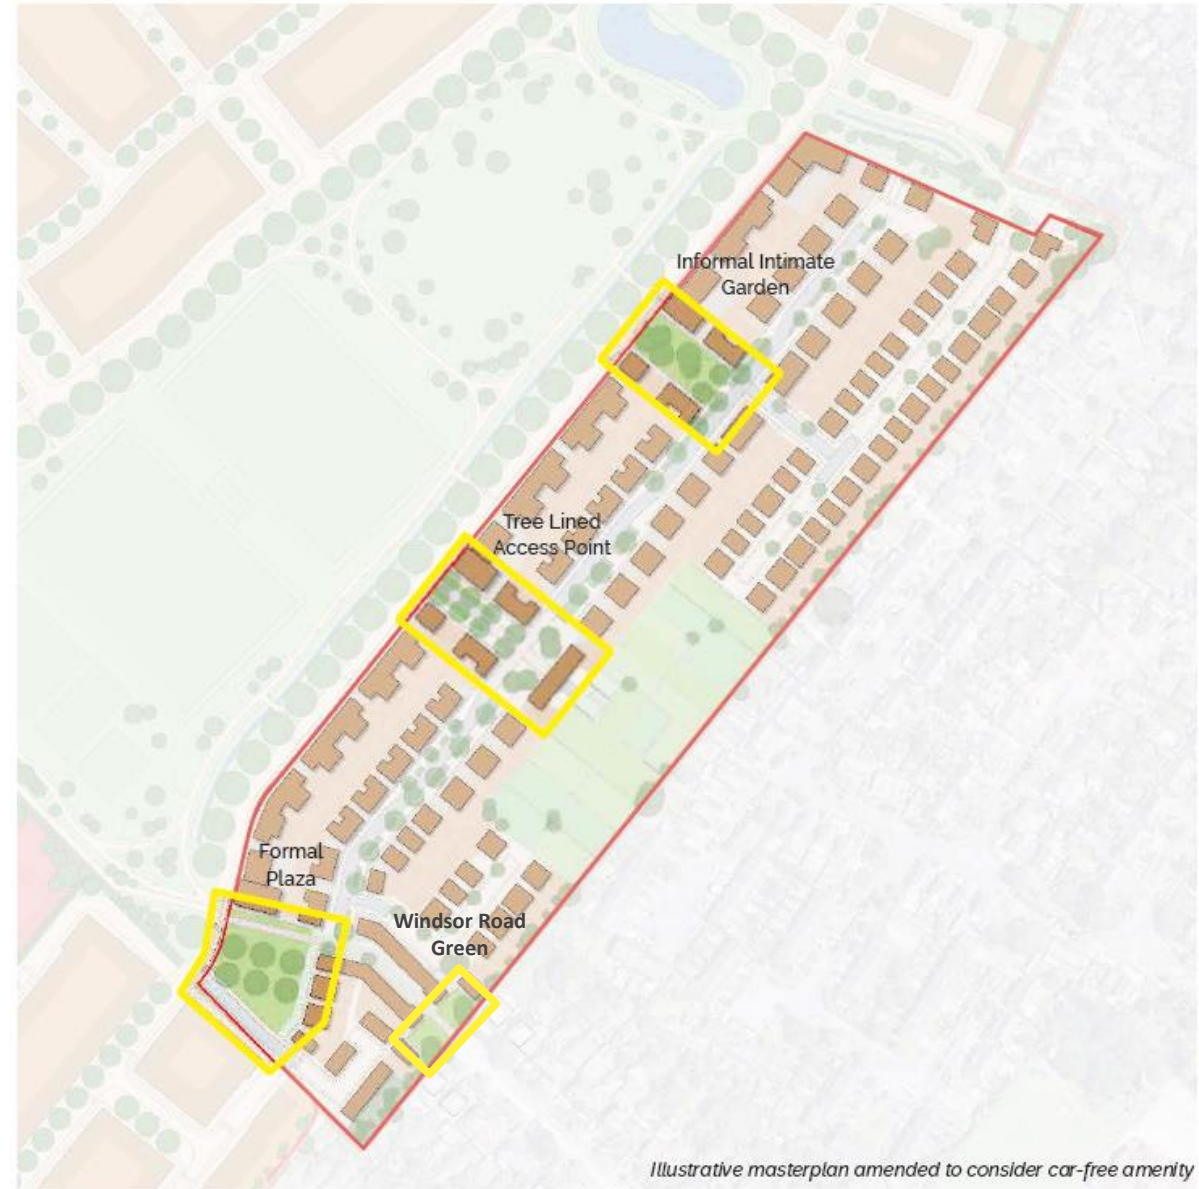 Informal Intimate
Garden
Tree Lined
Access Point
Formal
Plaza
Windsor Road
Green
Illustrative masterplan amended to consider car-free amenity